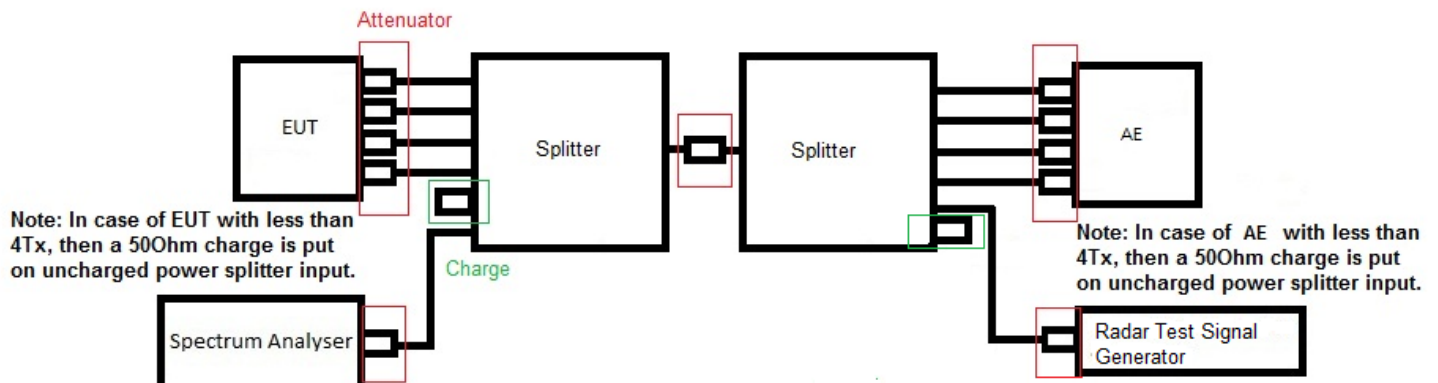 Attenuator
EUT
Splitter
Splitter
AE
Note: In case of EUT with less than
4Tx, then a 50Ohm charge is put
on uncharged power splitter input.
Charge
Note: In case of AE with less than
4Tx, then a 50Ohm charge is put
on uncharged power splitter input.
Spectrum Analyser
Radar Test Signal
Generator